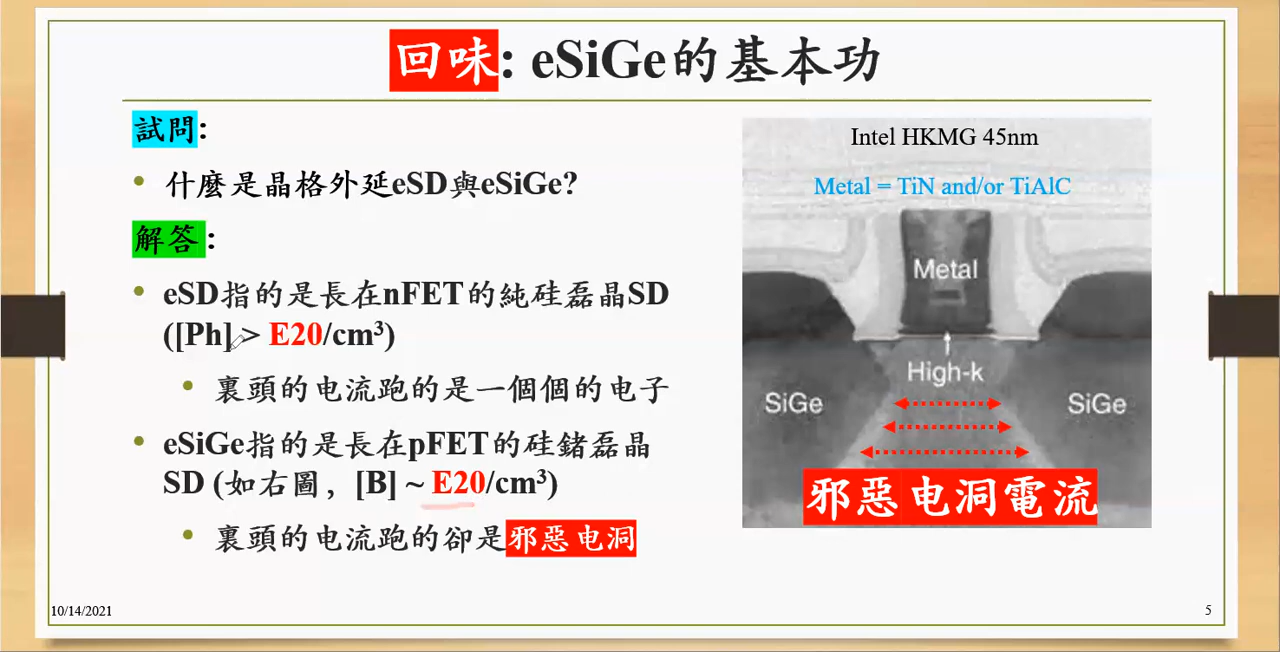 回味: eSiGe的基本功
試問:
• 什麼是晶格外延eSD與eSiGe?
解答:
• eSD指的是長在nFET的純硅磊晶SD
([Ph] > E20/cm³)
• 裏頭的电流跑的是一個個的电子
• eSiGe指的是長在pFET的硅鍺磊晶
SD (如右圖，[B] ~ E20/cm³)
• 裏頭的电流跑的卻是邪惡电洞
Intel HKMG 45nm
Metal = TiN and/or TiAlC
Metal
High-k
SiGe
SiGe
邪惡电洞電流
10/14/2021
5